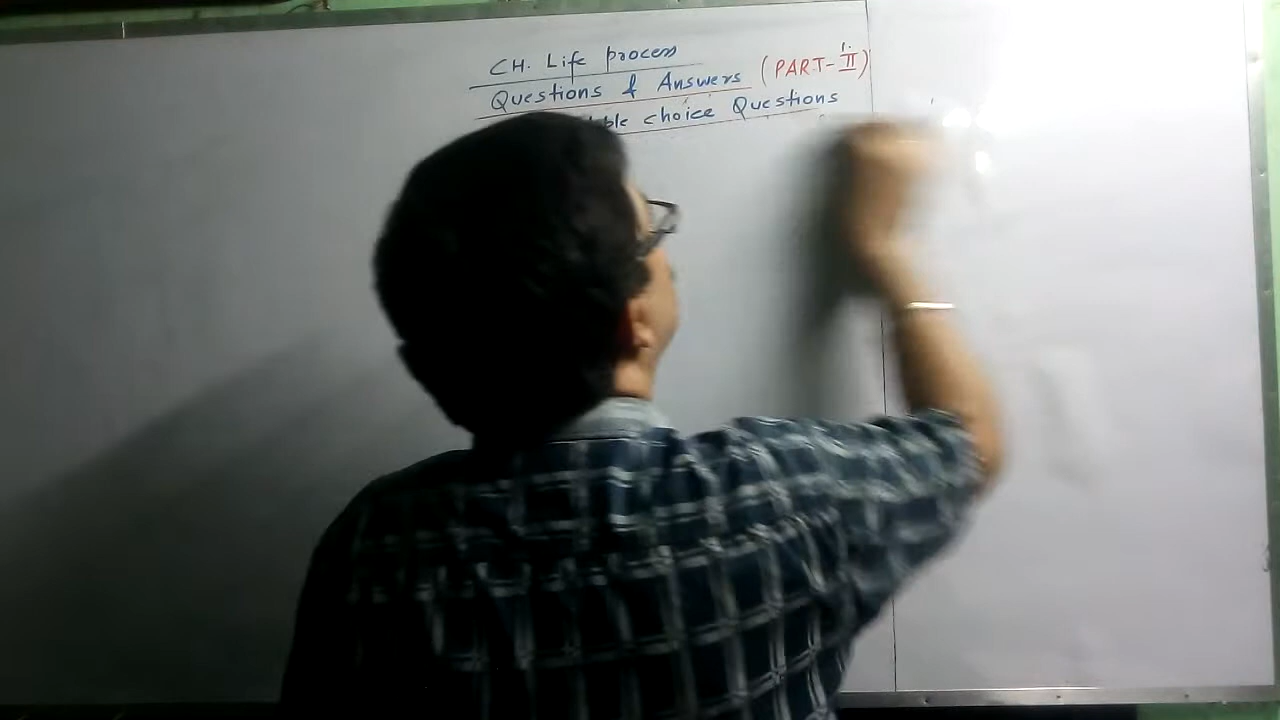 CH. Life process
Questions & Answers (PART-II)
choice Questions